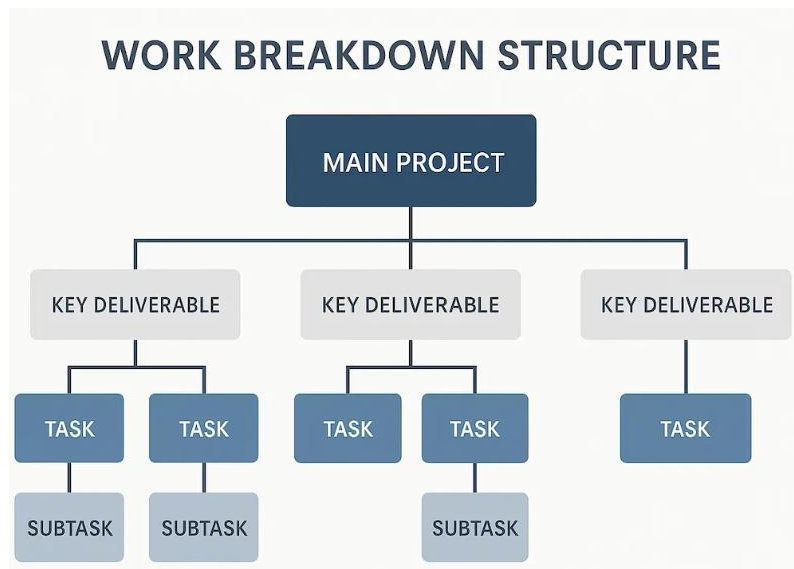 WORK BREAKDOWN STRUCTURE
MAIN PROJECT
KEY DELIVERABLE
KEY DELIVERABLE
KEY DELIVERABLE
TASK
TASK
TASK
TASK
TASK
SUBTASK
SUBTASK
SUBTASK